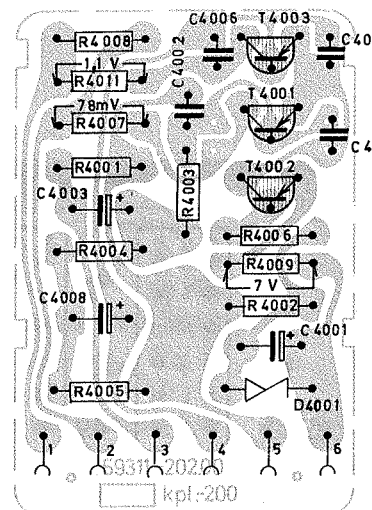 C4006 T4003
R4008 C40
1,1 V C4002
R4011
78mV T4001
R4007
C4
R4001 R4003 T4002
C4003
R4006
R4004
R4009
7 V
C4008 R4002
C4001
R4005 D4001
1 2 3 4 5 6
kpl.-200